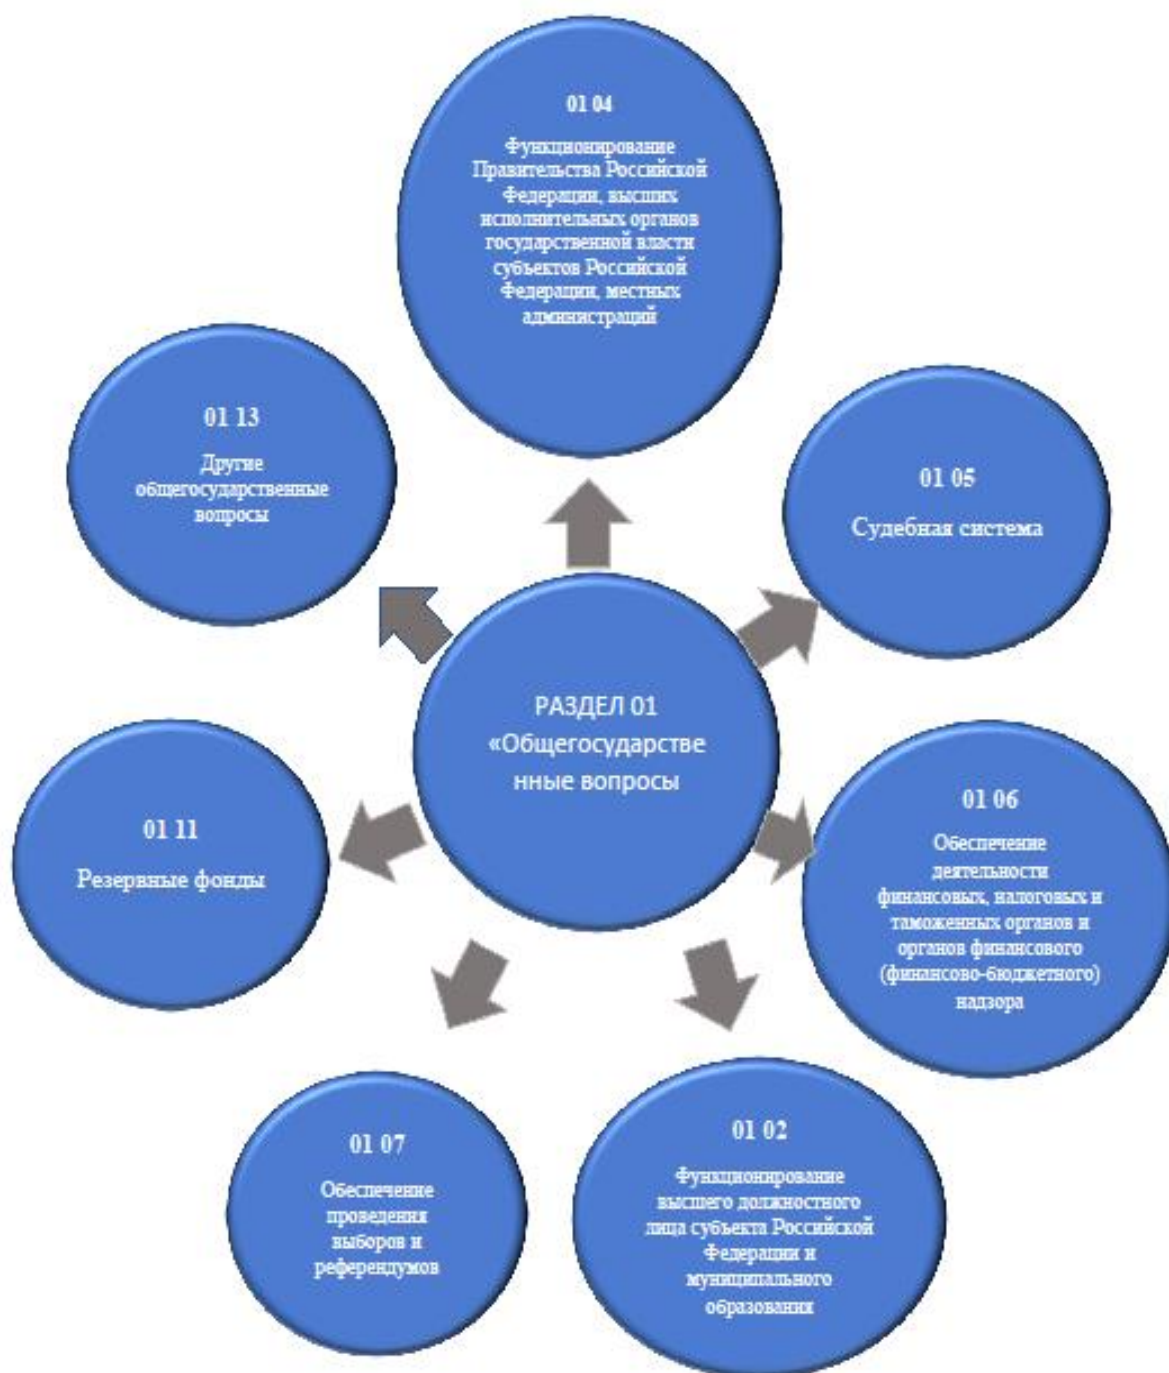 01 04
Функционирование
Правительства Российской
Федерации, высших
исполнительных органов
государственной власти
субъектов Российской
Федерации, местных
администраций
01 13
Другие
общегосударственные
вопросы
01 05
Судебная система
РАЗДЕЛ 01
«Общегосударстве
нные вопросы
01 11
Резервные фонды
01 06
Обеспечение
деятельности
финансовых, налоговых и
таможенных органов и
органов финансового
(финансово-бюджетного)
надзора
01 07
Обеспечение
проведения
выборов и
референдумов
01 02
Функционирование
высшего должностного
лица субъекта Российской
Федерации и
муниципального
образования